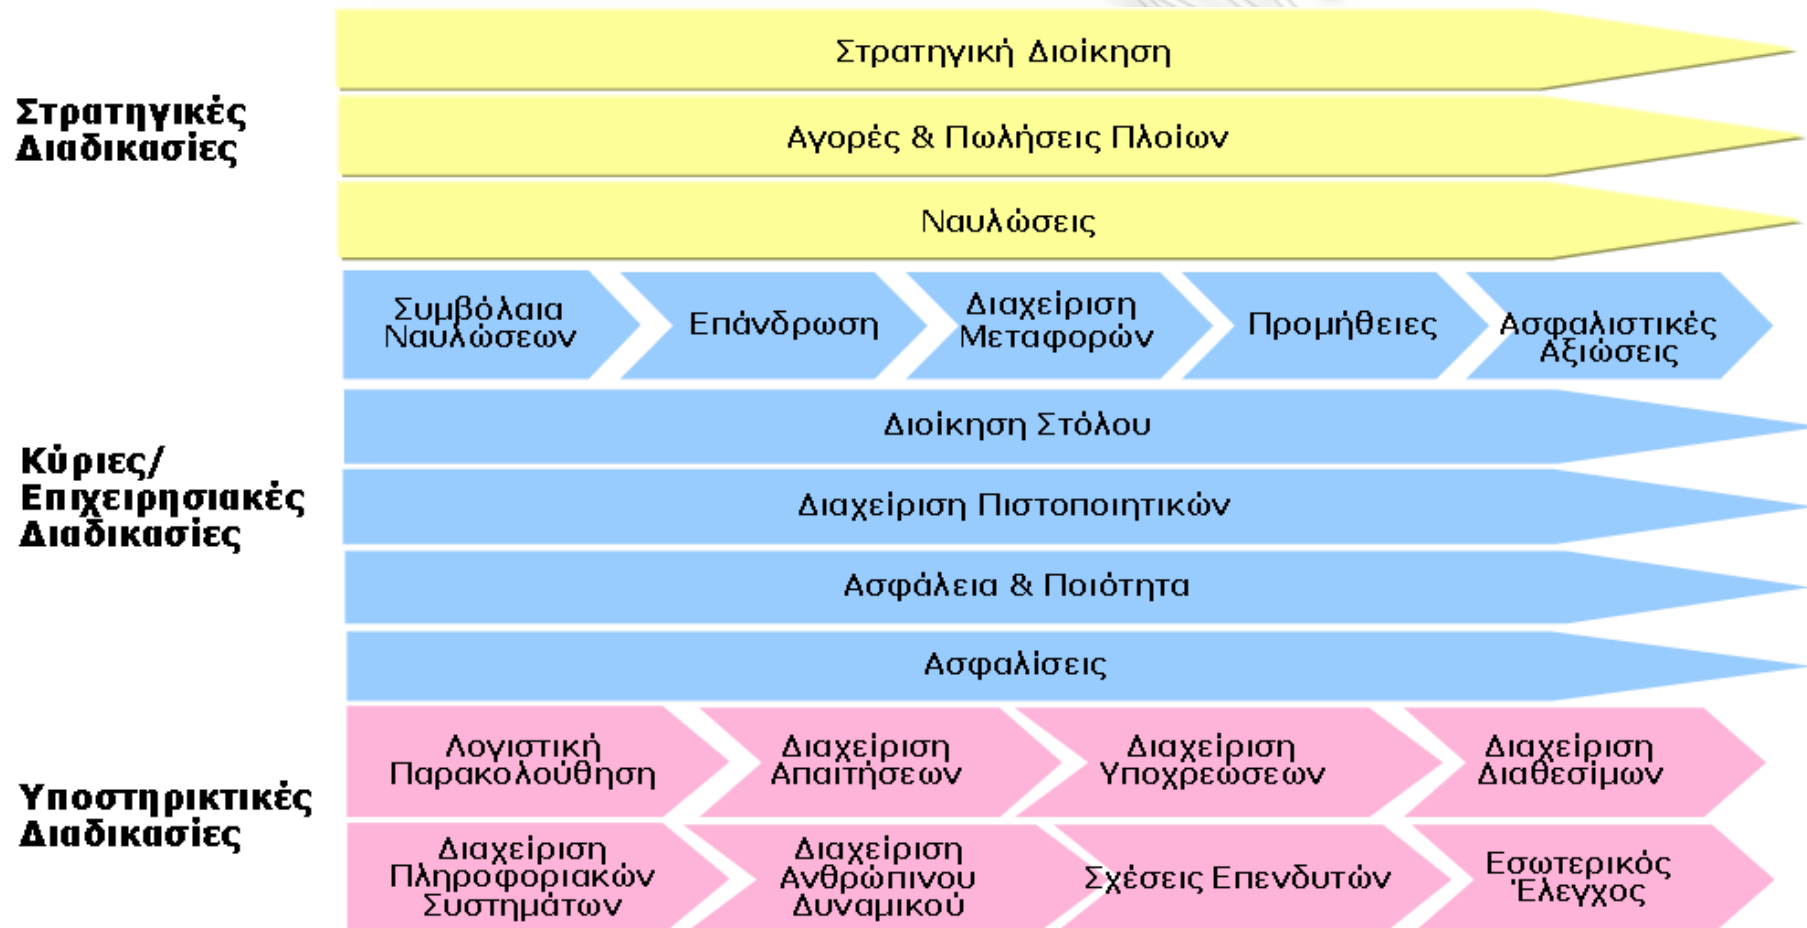 Στρατηγικές
Διαδικασίες
Στρατηγική Διοίκηση
Αγορές & Πωλήσεις Πλοίων
Ναυλώσεις
Κύριες/
Επιχειρησιακές
Διαδικασίες
Συμβόλαια
Ναυλώσεων
Επάνδρωση
Διαχείριση
Μεταφορών
Προμήθειες
Ασφαλιστικές
Αξιώσεις
Διοίκηση Στόλου
Διαχείριση Πιστοποιητικών
Ασφάλεια & Ποιότητα
Ασφαλίσεις
Υποστηρικτικές
Διαδικασίες
Λογιστική
Παρακολούθηση
Διαχείριση
Απαιτήσεων
Διαχείριση
Υποχρεώσεων
Διαχείριση
Διαθεσίμων
Διαχείριση
Πληροφοριακών
Συστημάτων
Διαχείριση
Ανθρώπινου
Δυναμικού
Σχέσεις Επενδυτών
Εσωτερικός
Έλεγχος